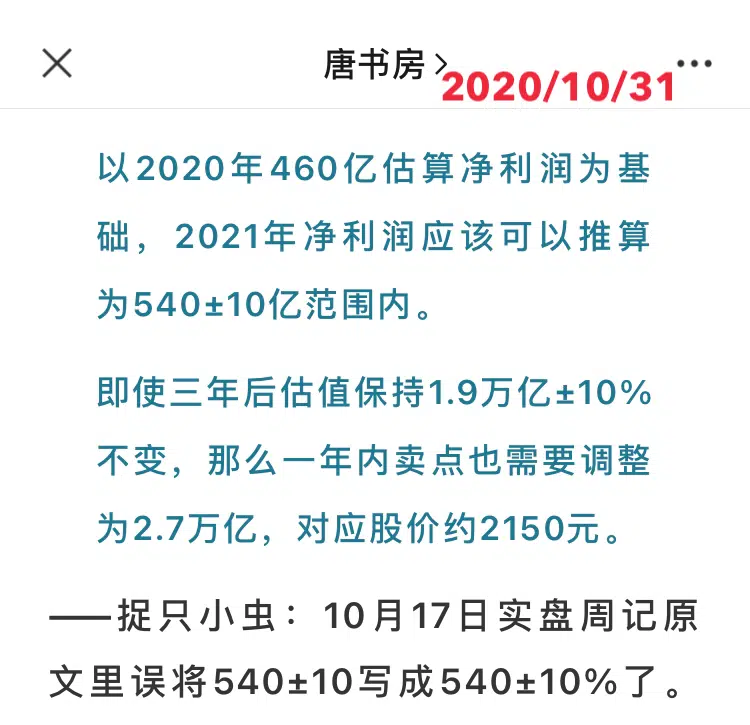 唐书房
2020/10/31
以2020年460亿估算净利润为基
础，2021年净利润应该可以推算
为540±10亿范围内。
即使三年后估值保持1.9万亿±10%
不变，那么一年内卖点也需要调整
为2.7万亿，对应股价约2150元。
——捉只小虫：10月17日实盘周记原
文里误将540±10写成540±10%了。